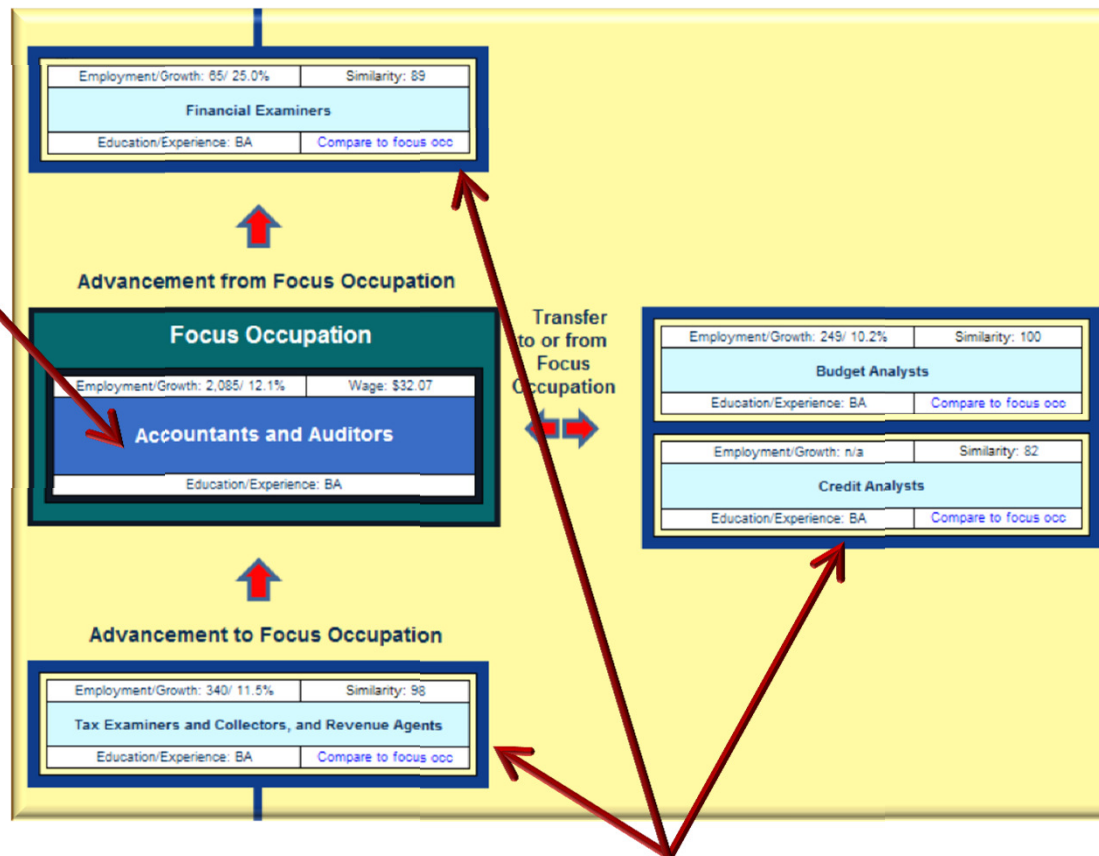 Employment/Growth: 65/ 25.0% Similarity: 89
Financial Examiners
Education/Experience: BA Compare to focus occ
Advancement from Focus Occupation
Focus Occupation
Employment/Growth: 2,085/ 12.1% Wage: $32.07
Accountants and Auditors
Education/Experience: BA
Transfer
to or from
Focus
Occupation
Employment/Growth: 249/ 10.2% Similarity: 100
Budget Analysts
Education/Experience: BA Compare to focus occ
Employment/Growth: n/a Similarity: 82
Credit Analysts
Education/Experience: BA Compare to focus occ
Advancement to Focus Occupation
Employment/Growth: 340/ 11.5% Similarity: 98
Tax Examiners and Collectors, and Revenue Agents
Education/Experience: BA Compare to focus occ